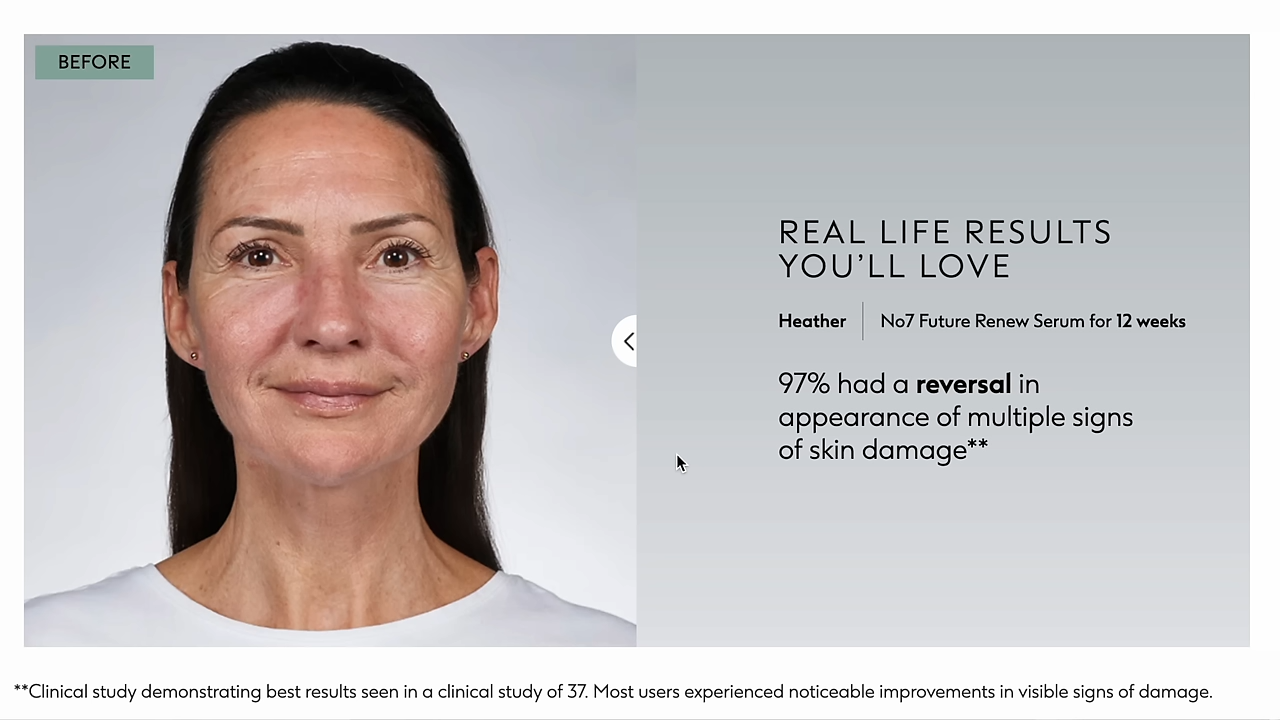 BEFORE
REAL LIFE RESULTS
YOU’LL LOVE
Heather | No7 Future Renew Serum for 12 weeks
97% had a reversal in
appearance of multiple signs
of skin damage**
**Clinical study demonstrating best results seen in a clinical study of 37. Most users experienced noticeable improvements in visible signs of damage.